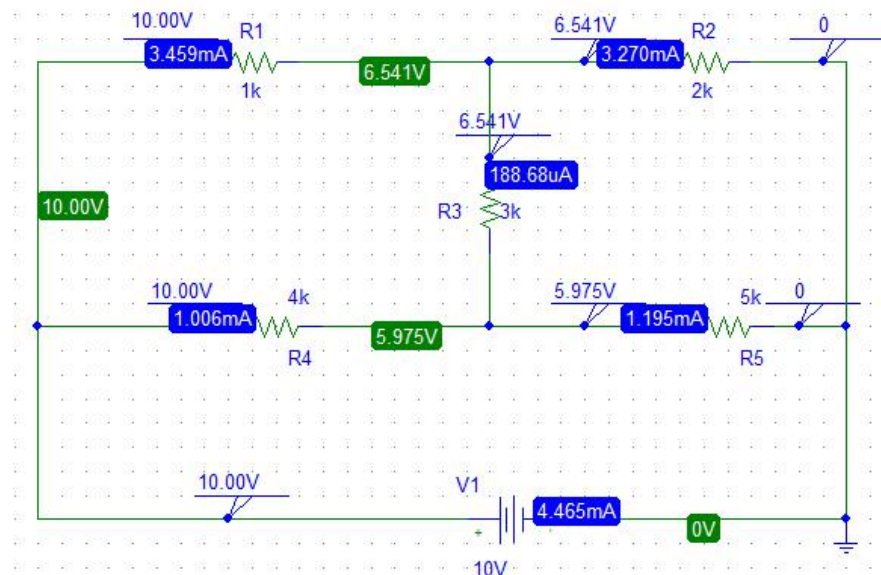 10.00V 6.541V 0
3.459mA R1 3.270mA R2
6.541V
1k 2k
6.541V
188.68uA
10.00V R3 3k
10.00V 4k 5.975V 5k 0
1.006mA 1.195mA
5.975V
R4 R5
10.00V V1
4.465mA
0V
+ -
10V